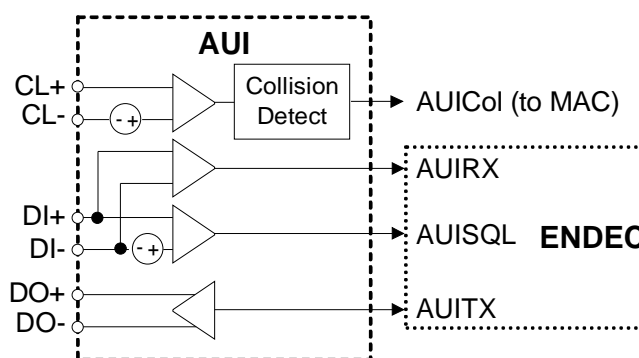 AUI
CL+
CL-
- +
Collision
Detect
AUICol (to MAC)
AUIRX
DI+
DI-
- +
AUISQL
ENDEC
DO+
DO-
AUITX